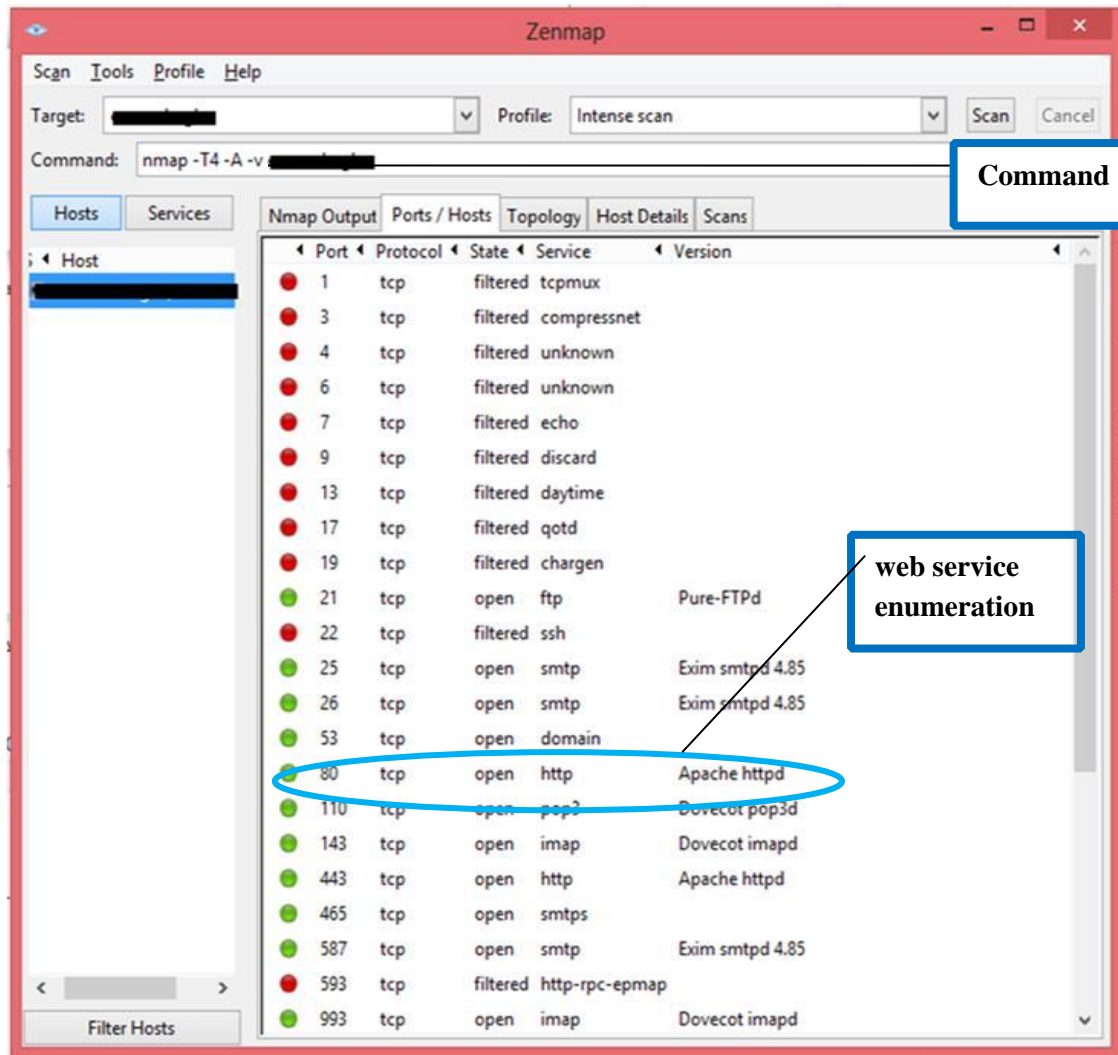 Zenmap
Scan Tools Profile Help
Target: Profile: Intense scan Scan Cancel
Command: nmap -T4 -A -v
Command
Hosts Services
Nmap Output Ports / Hosts Topology Host Details Scans
Host
Port Protocol State Service Version
1 tcp filtered tcpmux
3 tcp filtered compressnet
4 tcp filtered unknown
6 tcp filtered unknown
7 tcp filtered echo
9 tcp filtered discard
13 tcp filtered daytime
17 tcp filtered qotd
19 tcp filtered chargen
web service
enumeration
21 tcp open ftp Pure-FTPd
22 tcp filtered ssh
25 tcp open smtp Exim smtpd 4.85
26 tcp open smtp Exim smtpd 4.85
53 tcp open domain
80 tcp open http Apache httpd
110 tcp open pop3 Dovecot pop3d
143 tcp open imap Dovecot imapd
443 tcp open http Apache httpd
465 tcp open smtps
587 tcp open smtp Exim smtpd 4.85
593 tcp filtered http-rpc-epmap
993 tcp open imap Dovecot imapd
Filter Hosts